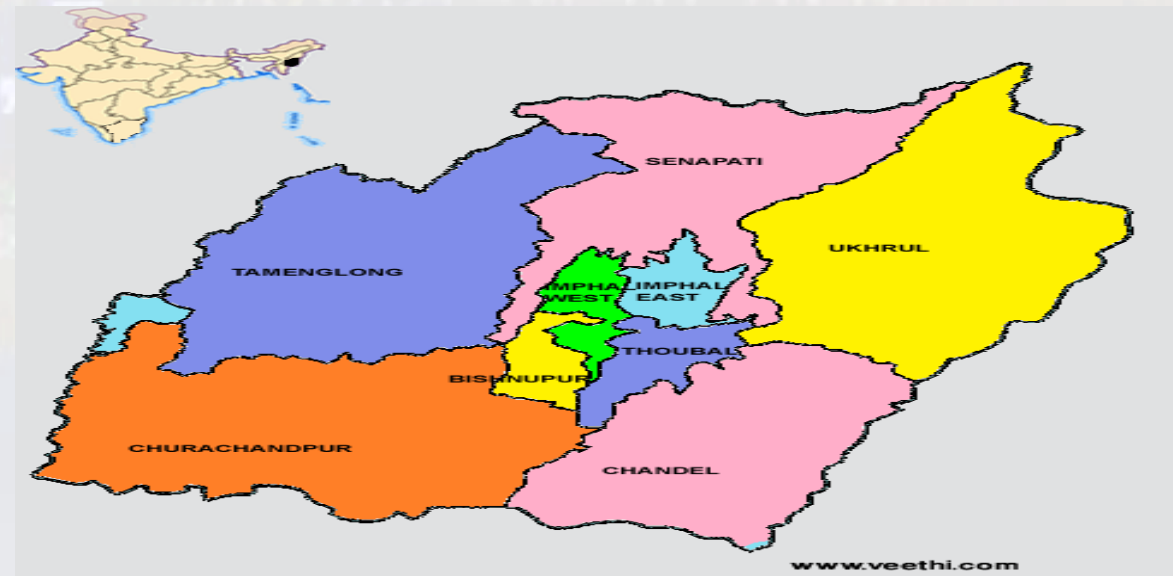 SENAPATI
UKHRUL
TAMENGLONG
IMPHAL
WEST
IMPHAL
EAST
THOUBAL
BISHNUPUR
CHURACHANDPUR
CHANDEL
www.veethi.com